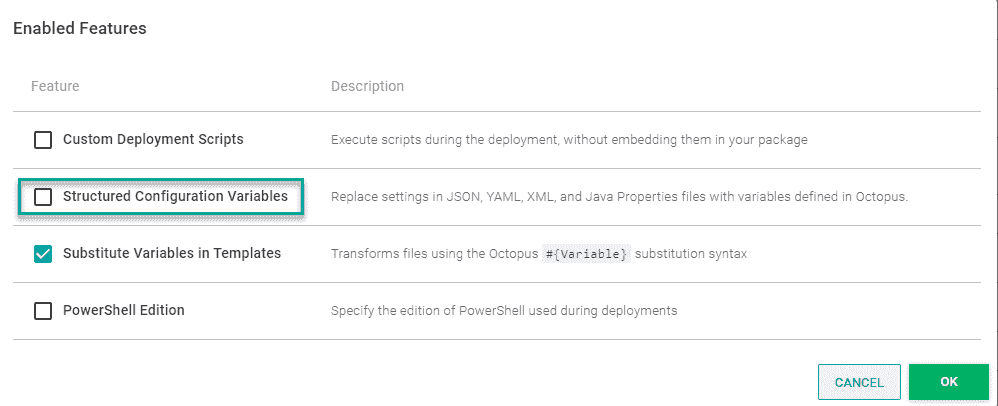 Enabled Features
Feature Description
Custom Deployment Scripts Execute scripts during the deployment, without embedding them in your package
Structured Configuration Variables Replace settings in JSON, YAML, XML, and Java Properties files with variables defined in Octopus.
Substitute Variables in Templates Transforms files using the Octopus #{Variable} substitution syntax
PowerShell Edition Specify the edition of PowerShell used during deployments
CANCEL OK